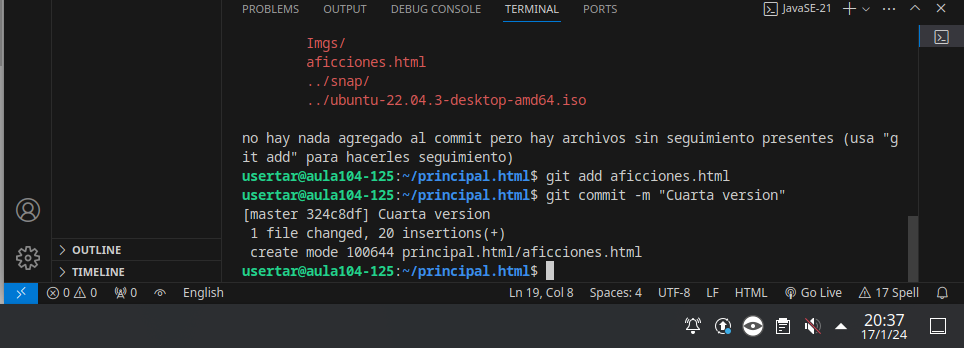 PROBLEMS OUTPUT DEBUG CONSOLE TERMINAL PORTS JavaSE-21
Imgs/
aficciones.html
../snap/
../ubuntu-22.04.3-desktop-amd64.iso
no hay nada agregado al commit pero hay archivos sin seguimiento presentes (usa "g
it add" para hacerles seguimiento)
usertar@aula104-125:~/principal.html$ git add aficciones.html
usertar@aula104-125:~/principal.html$ git commit -m "Cuarta version"
[master 324c8df] Cuarta version
1 file changed, 20 insertions(+)
create mode 100644 principal.html/aficciones.html
usertar@aula104-125:~/principal.html$
OUTLINE
TIMELINE
0 0 0 English Ln 19, Col 8 Spaces: 4 UTF-8 LF HTML Go Live 17 Spell
20:37
17/1/24